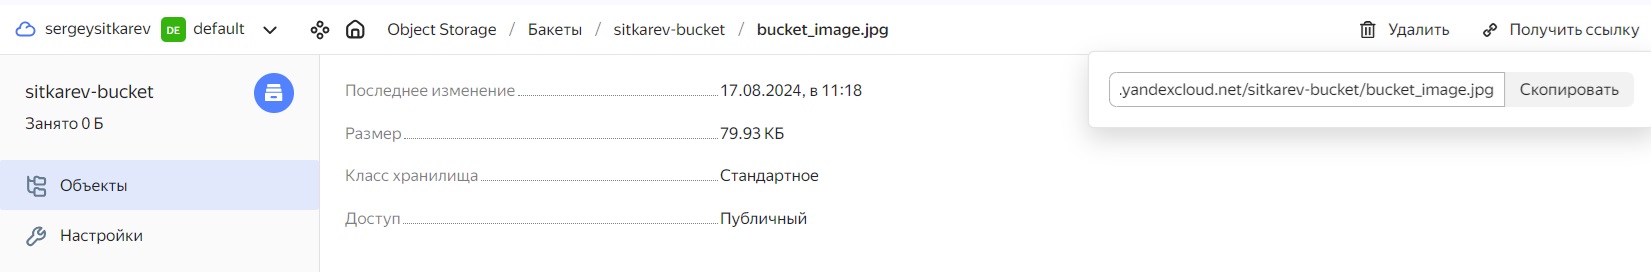 sergeysitkarev DE default Object Storage / Бакеты / sitkarev-bucket / bucket_image.jpg Удалить Получить ссылку
.yandexcloud.net/sitkarev-bucket/bucket_image.jpg Скопировать
sitkarev-bucket
Занято 0 Б
Объекты
Настройки
Последнее изменение 17.08.2024, в 11:18
Размер 79.93 КБ
Класс хранилища Стандартное
Доступ Публичный